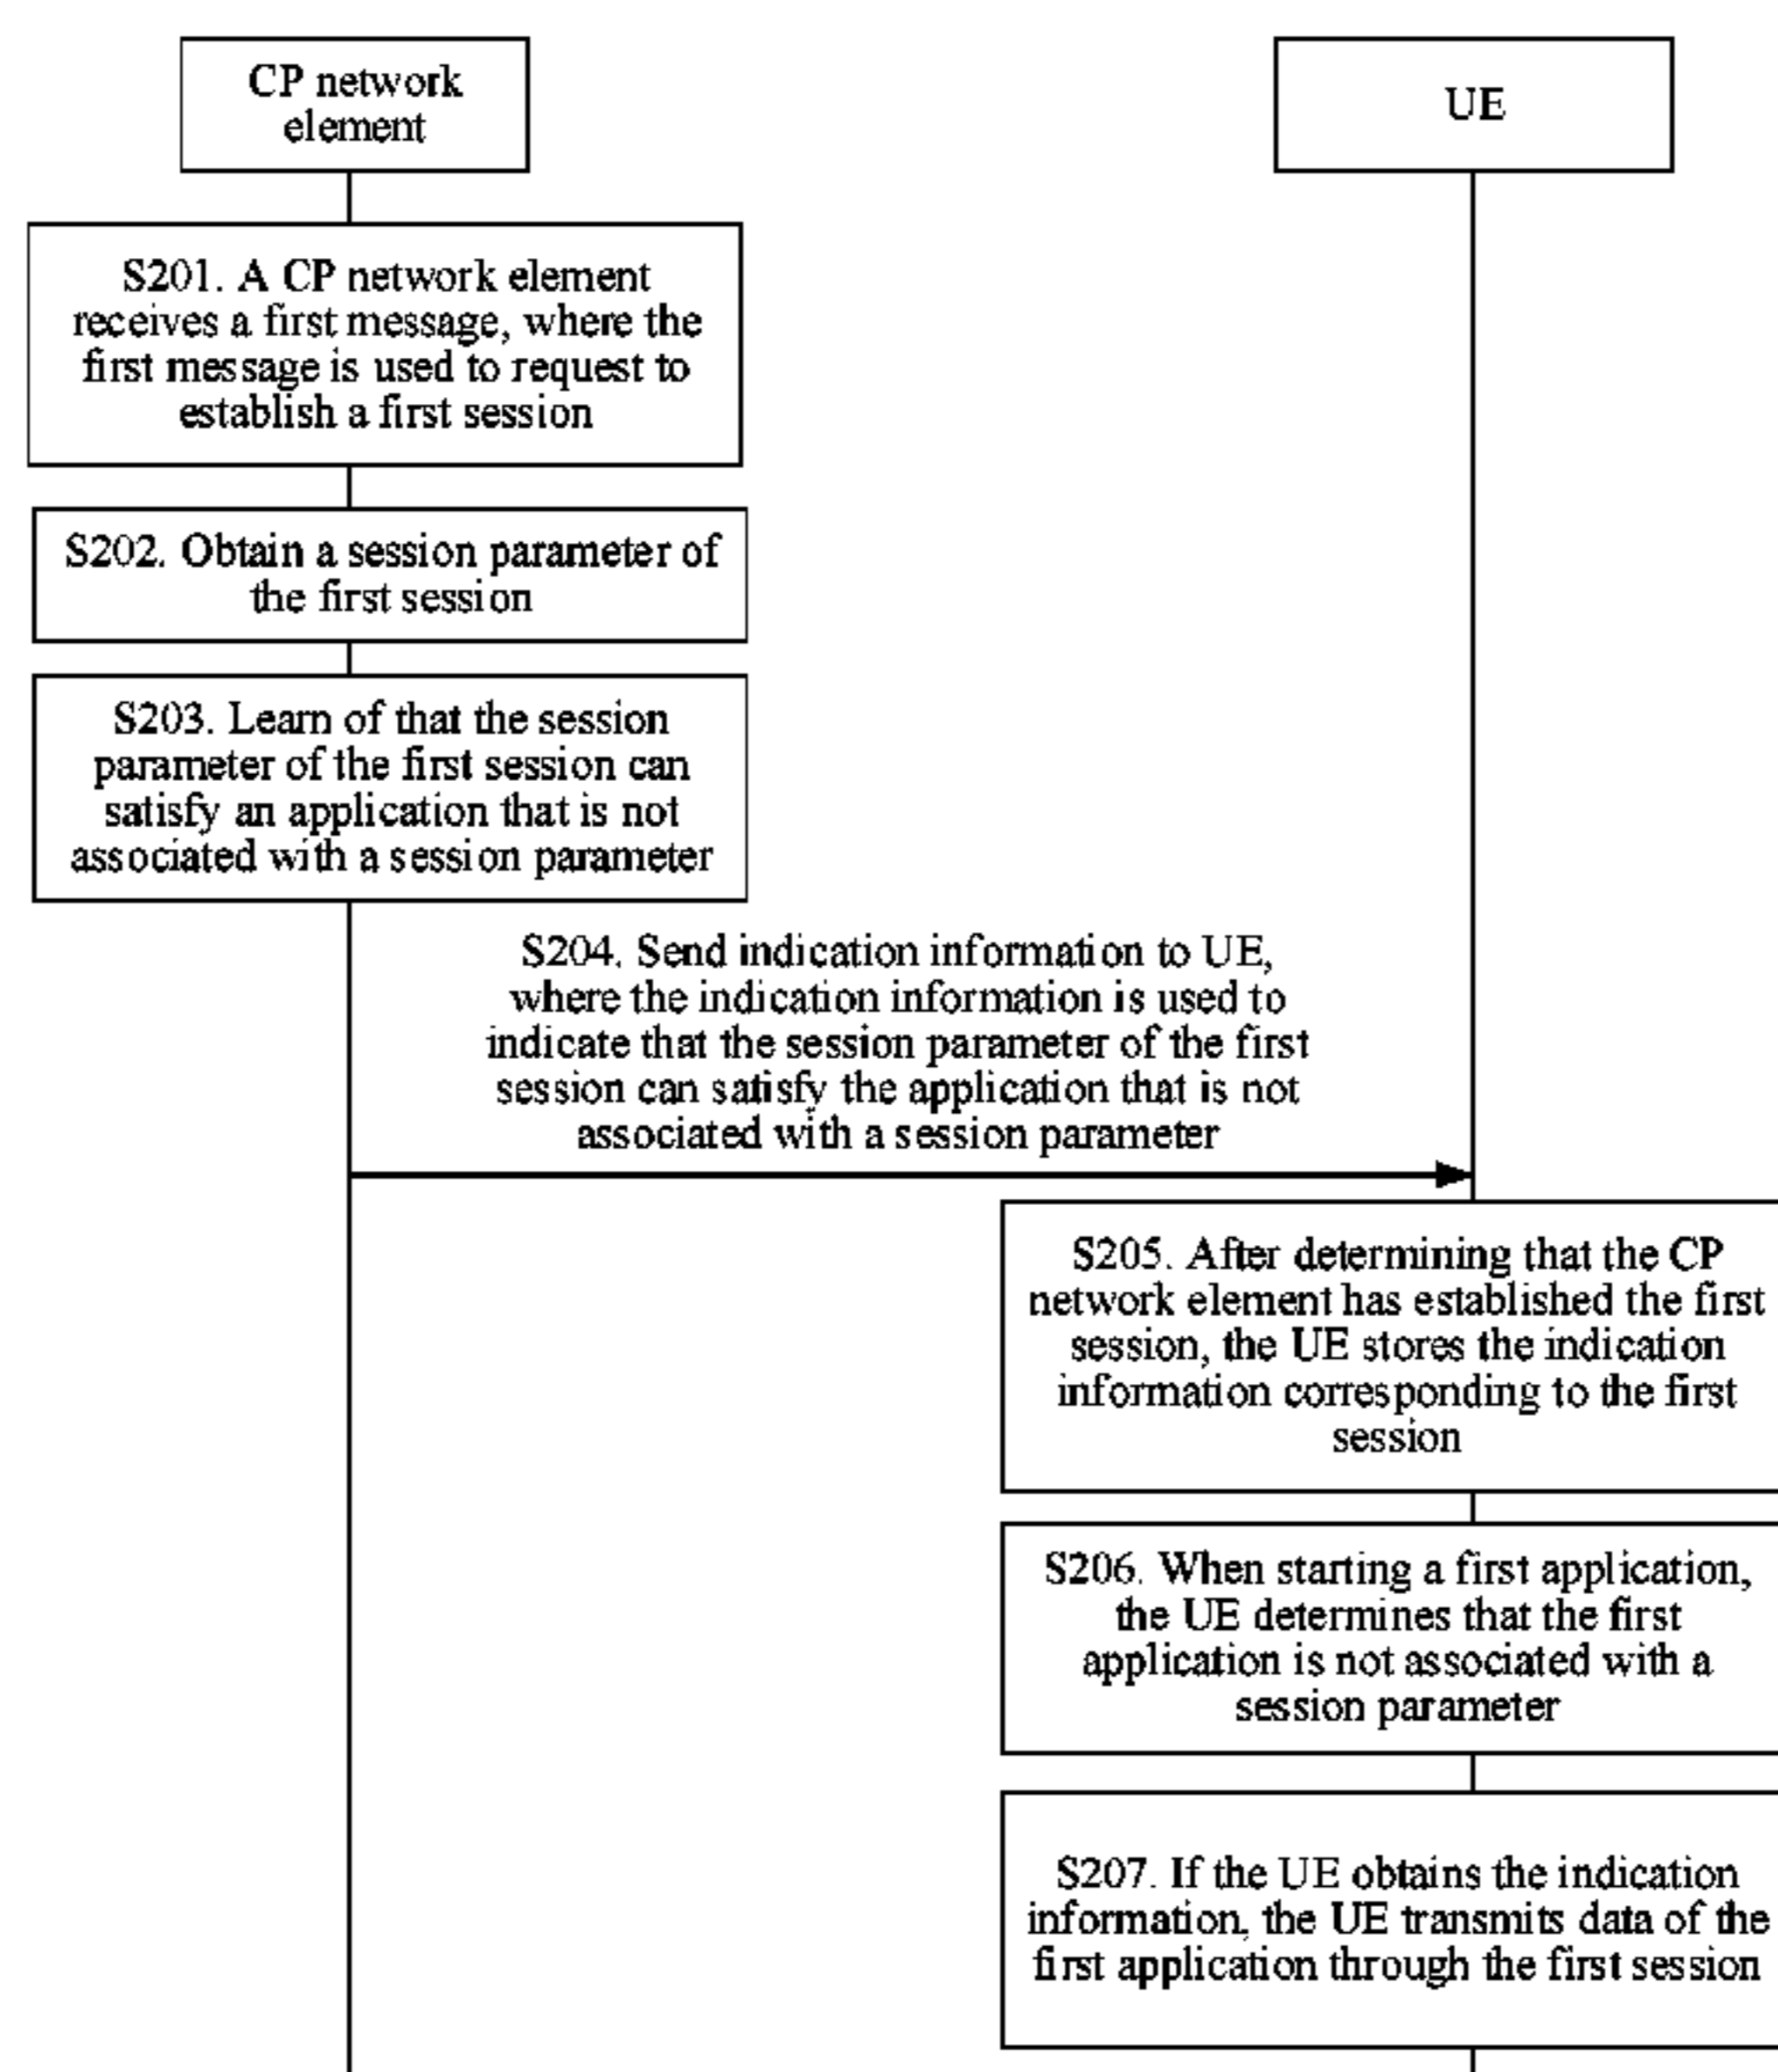 CP network
element
UE
S201. A CP network element
receives a first message, where the
first message is used to request to
establish a first session
S202. Obtain a session parameter of
the first session
S203. Learn of that the session
parameter of the first session can
satisfy an application that is not
associated with a session parameter
S204. Send indication information to UE,
where the indication information is used to
indicate that the session parameter of the first
session can satisfy the application that is not
associated with a session parameter
S205. After determining that the CP
network element has established the first
session, the UE stores the indication
information corresponding to the first
session
S206. When starting a first application,
the UE determines that the first
application is not associated with a
session parameter
S207. If the UE obtains the indication
information, the UE transmits data of the
first application through the first session